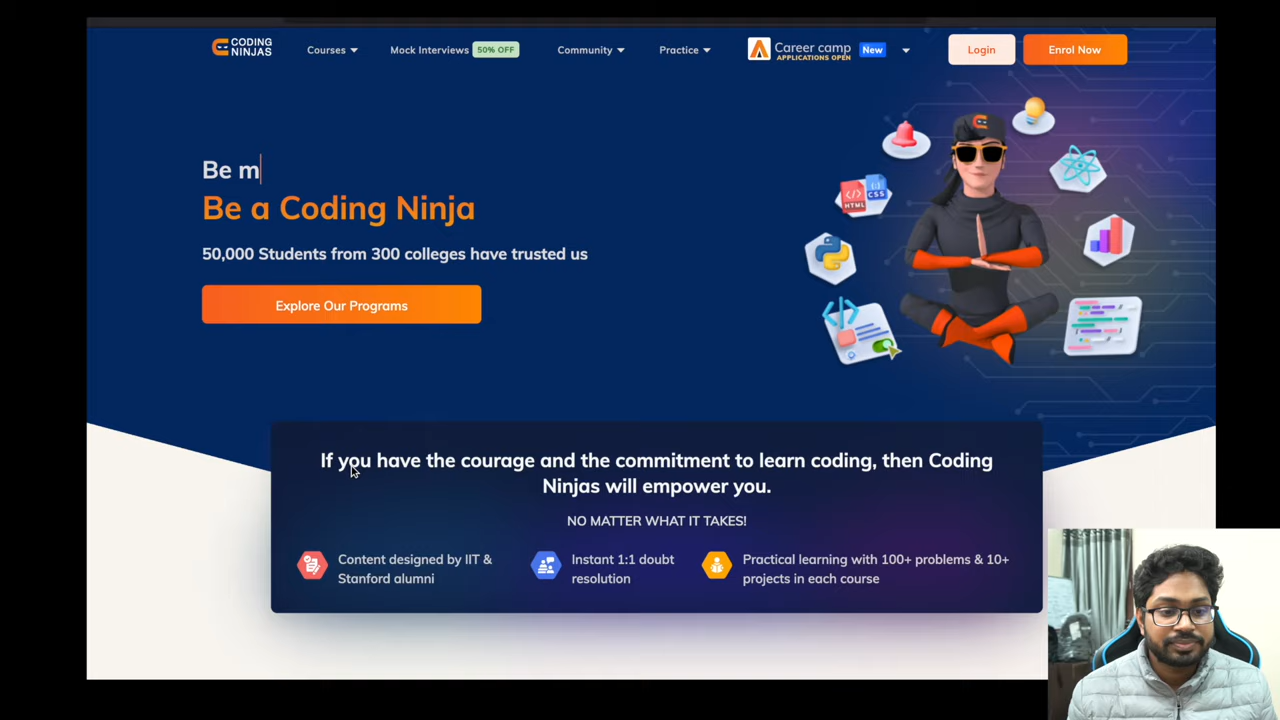 CODING
NINJAS
Courses
Mock Interviews 50% OFF
Community
Practice
Career camp New
APPLICATIONS OPEN
Login
Enrol Now
Be m
Be a Coding Ninja
50,000 Students from 300 colleges have trusted us
Explore Our Programs
HTML
CSS
If you have the courage and the commitment to learn coding, then Coding
Ninjas will empower you.
NO MATTER WHAT IT TAKES!
Content designed by IIT &
Stanford alumni
Instant 1:1 doubt
resolution
Practical learning with 100+ problems & 10+
projects in each course